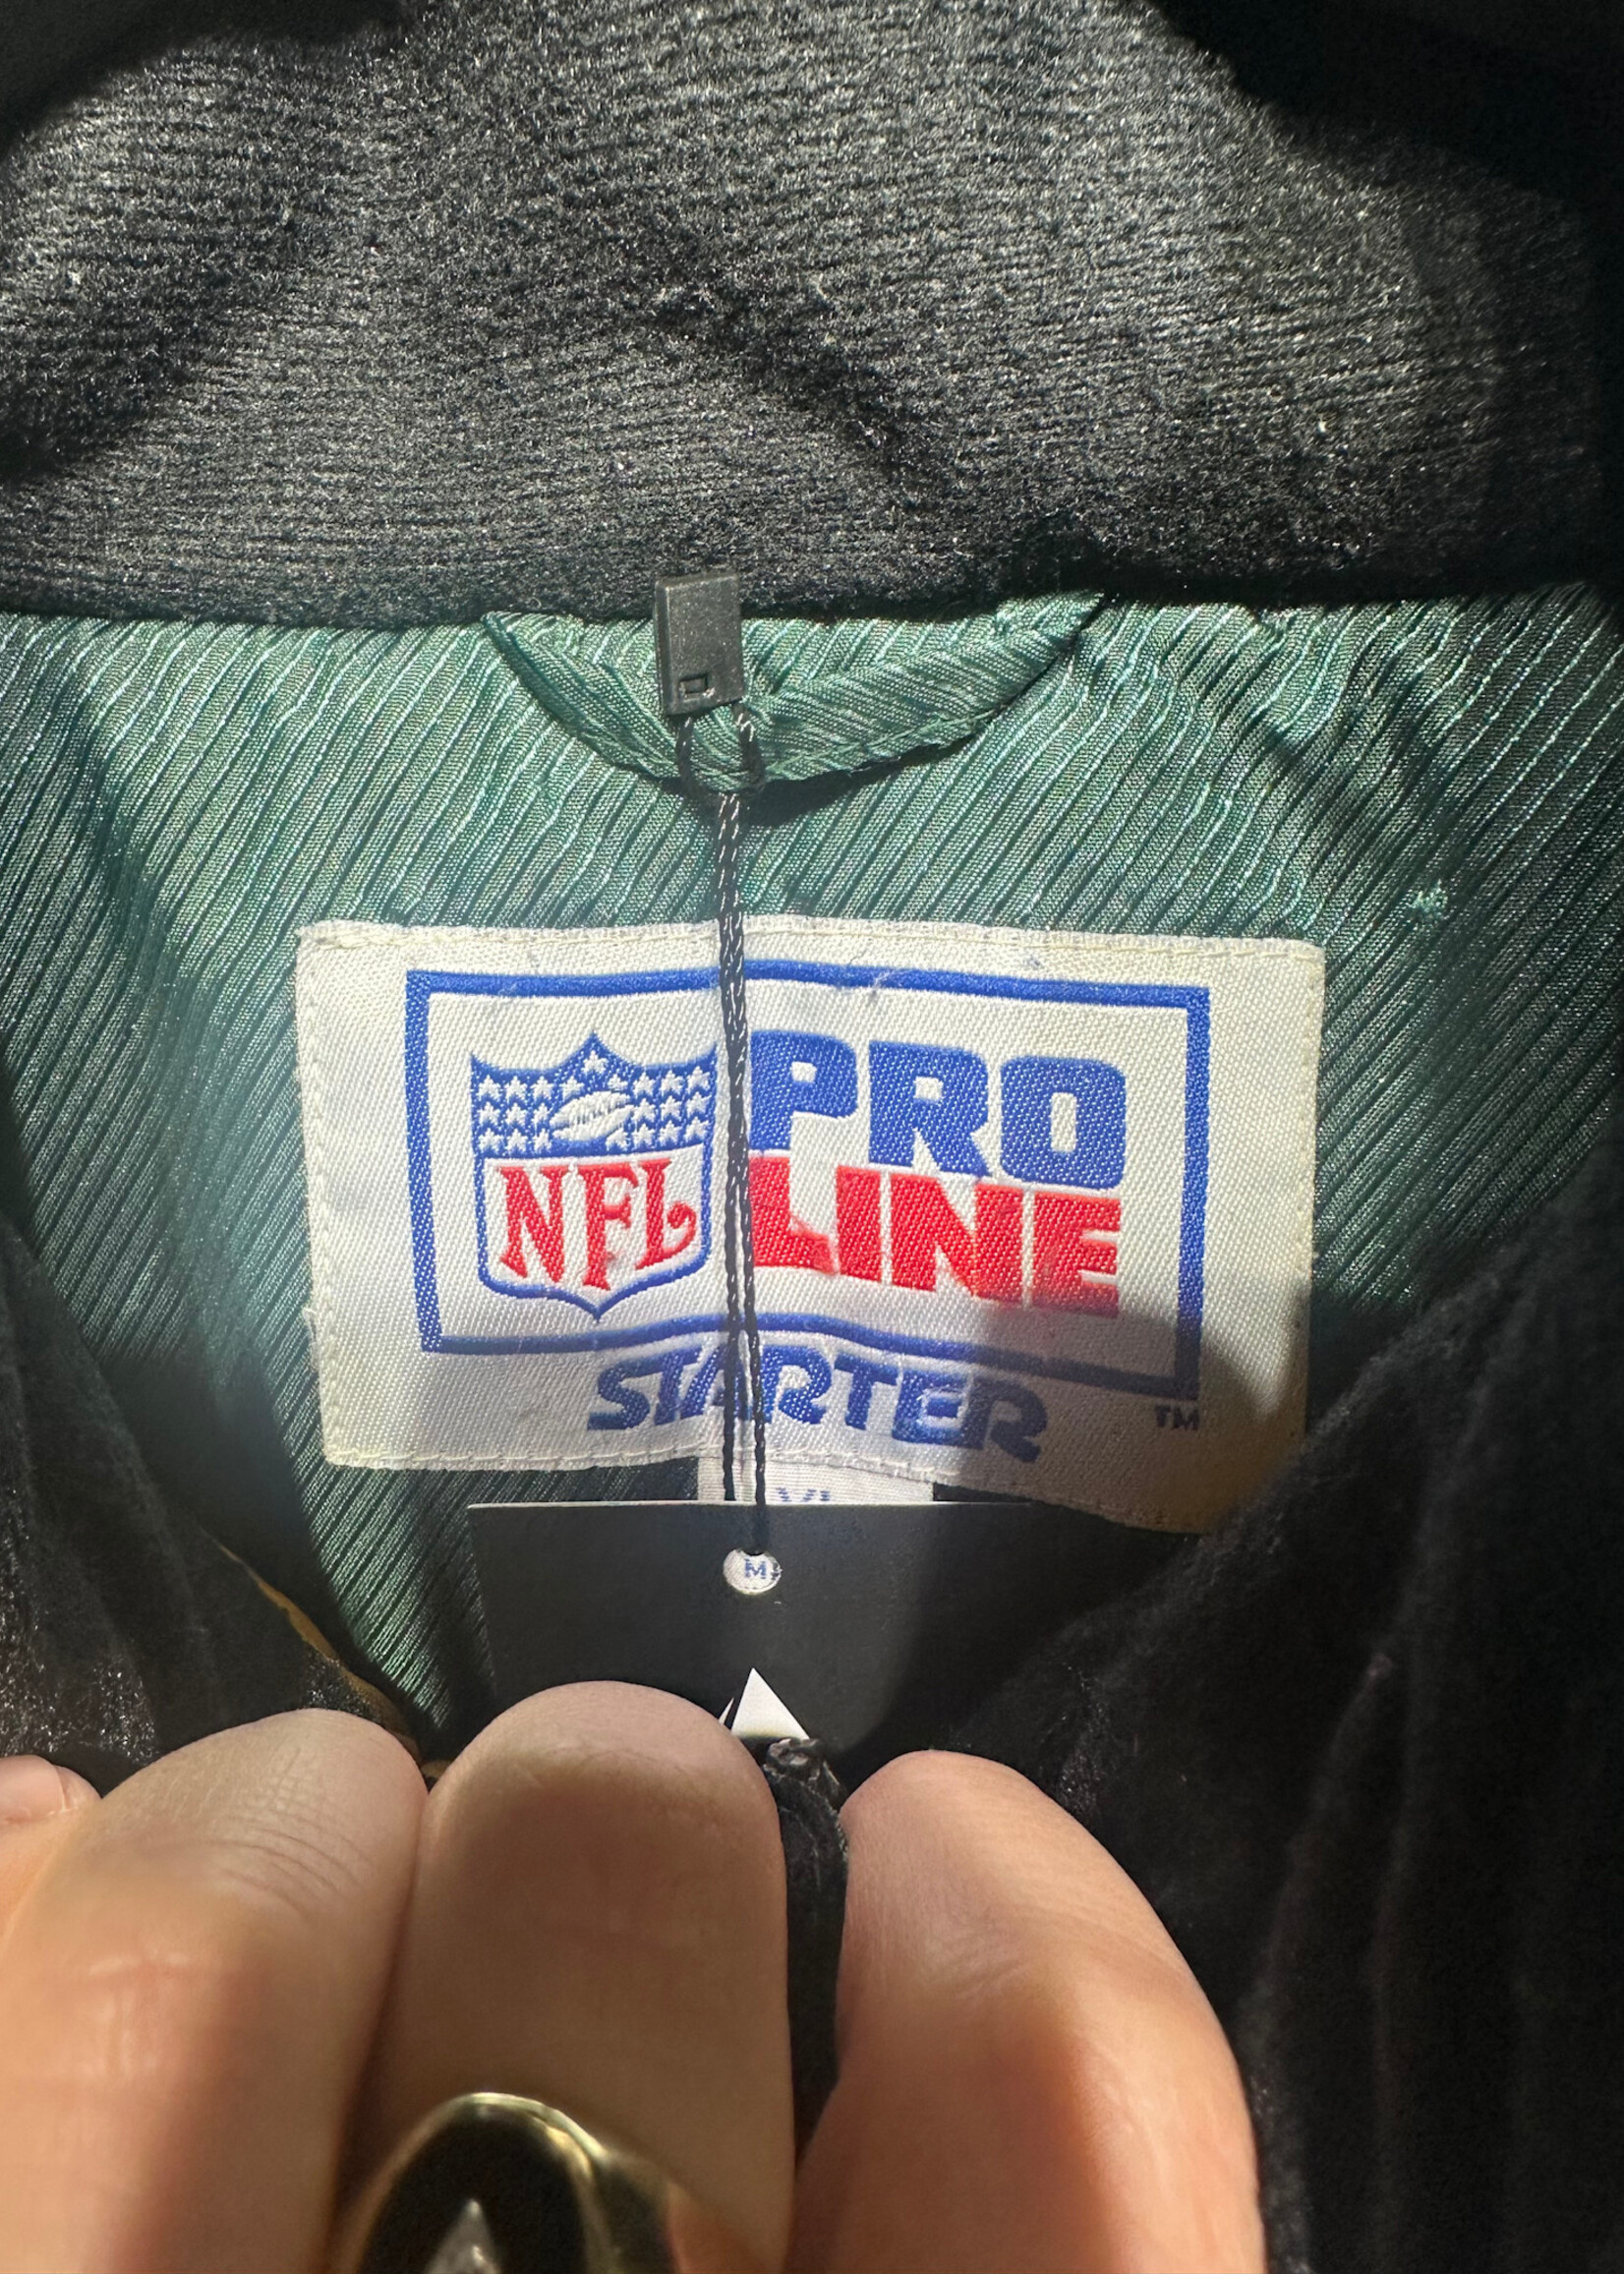 NFL
PRO
LINE
STARTER
TM
M